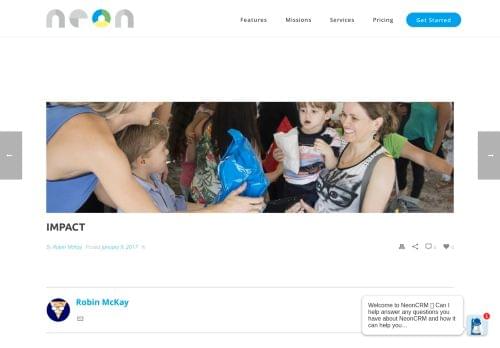 neon
Features
Missions
Services
Pricing
Get Started
←
→
IMPACT
By Robin McKay Posted January 9, 2017 In
0
0
Robin McKay
Welcome to NeonCRM 🎉 Can I
help answer any questions you
have about NeonCRM and how it
can help you...
1